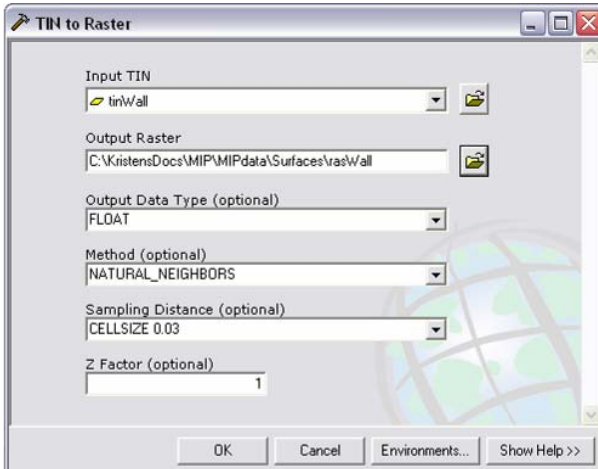 TIN to Raster
Input TIN
tinWall
Output Raster
C:\KristensDocs\MIP\MIPdata\Surfaces\rasWall
Output Data Type (optional)
FLOAT
Method (optional)
NATURAL_NEIGHBORS
Sampling Distance (optional)
CELLSIZE 0.03
Z Factor (optional)
1
OK Cancel Environments... Show Help >>